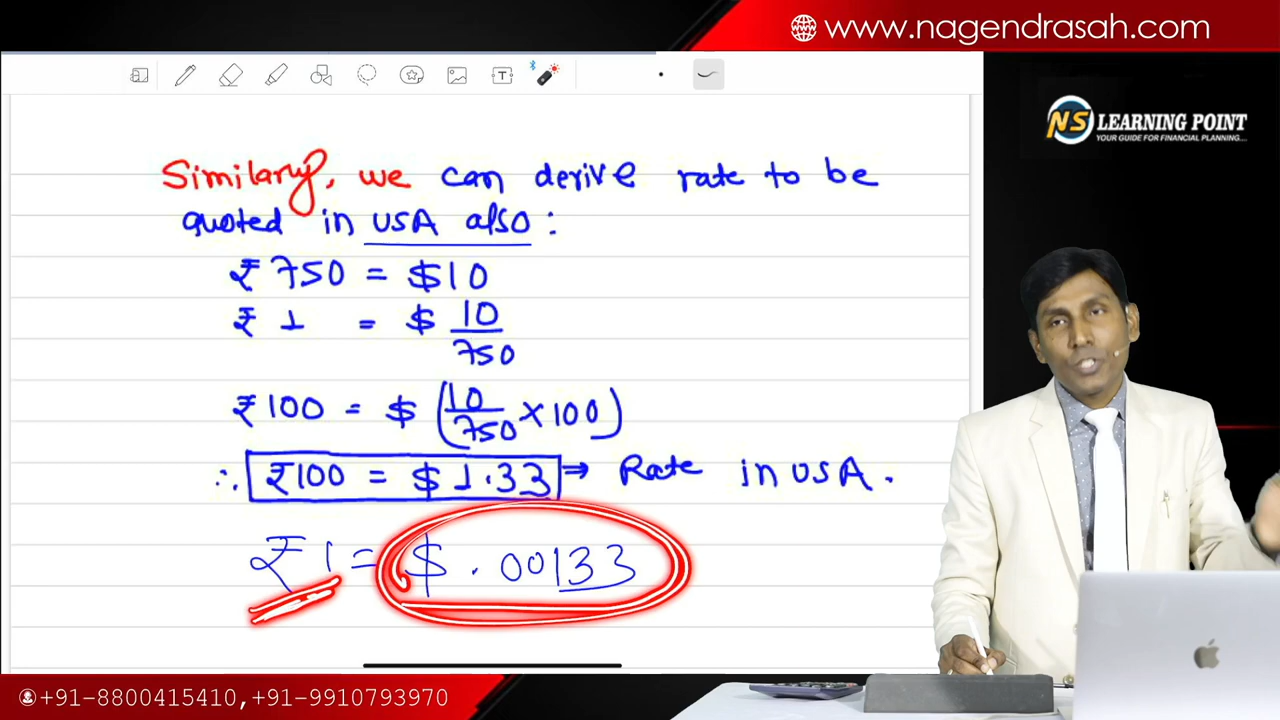 www.nagendrasah.com
NS LEARNING POINT
YOUR GUIDE FOR FINANCIAL PLANNING....
Similary, we can derive rate to be
quoted in USA also :
₹ 750 = $10
₹ 1 = $ 10/750
₹ 100 = $ (10/750 × 100)
∴ ₹100 = $ 1.33 → Rate in USA.
₹ 1 = $ .00133
+91-8800415410,+91-9910793970